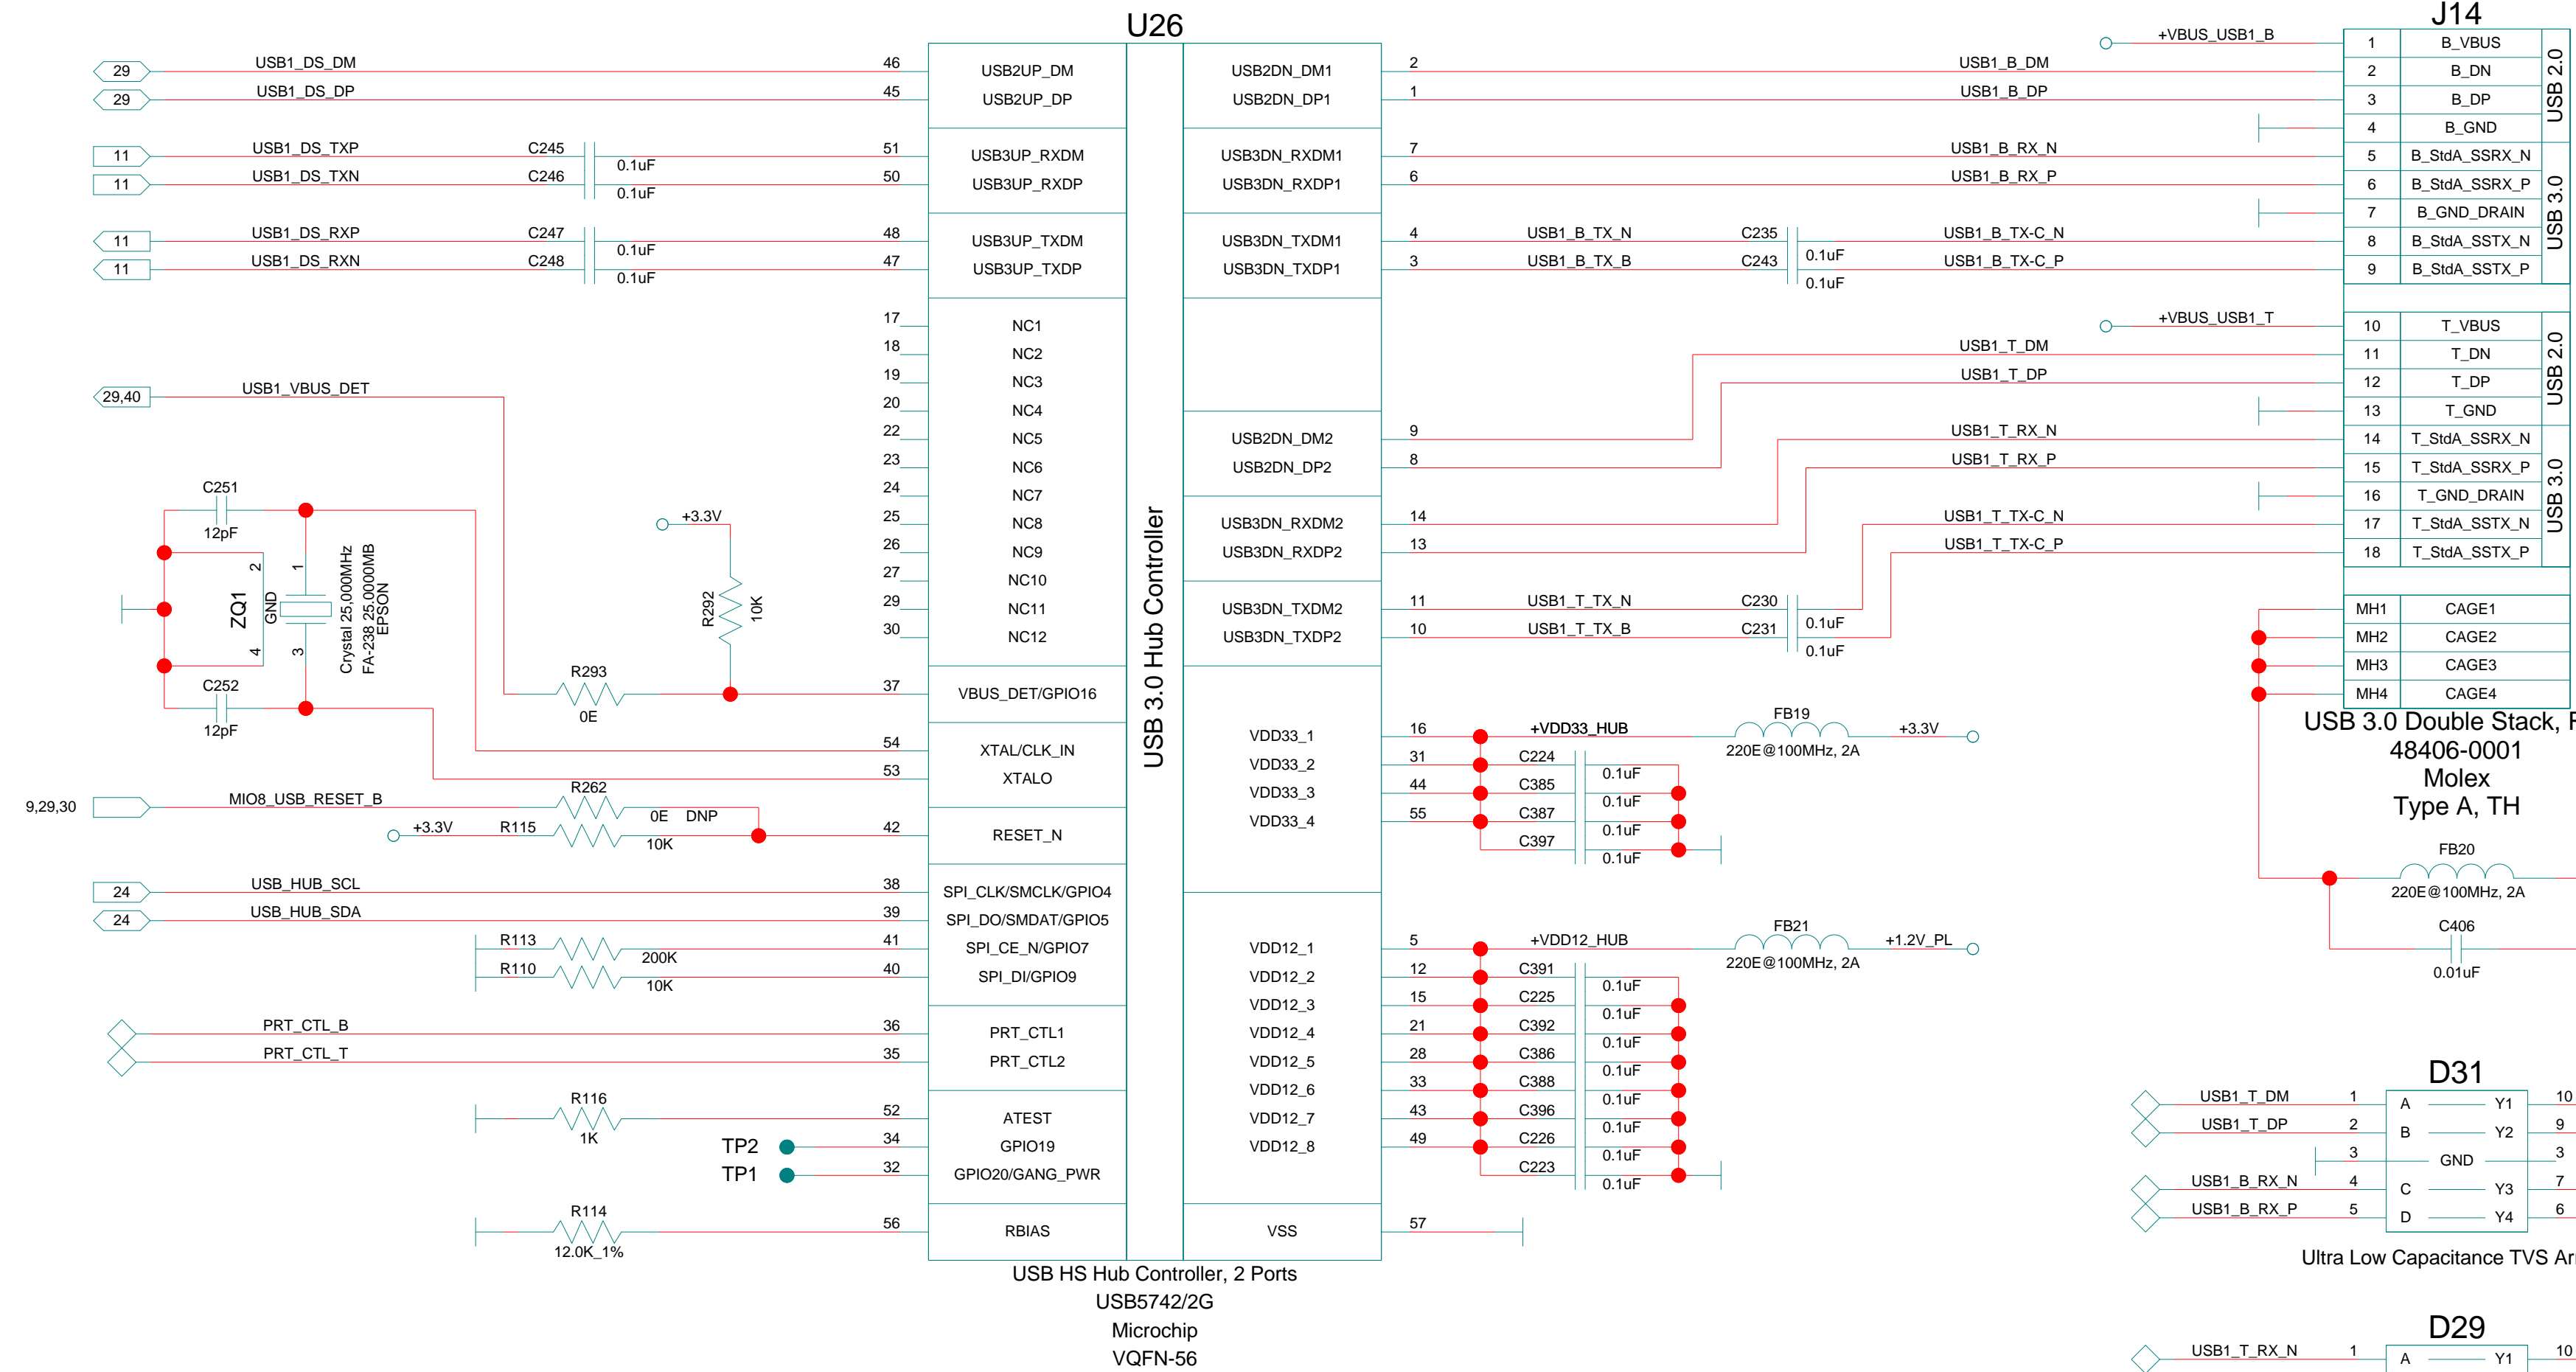 U26
J14
29 USB1_DS_DM 46 USB2UP_DM USB2DN_DM1 2 USB1_B_DM
29 USB1_DS_DP 45 USB2UP_DP USB2DN_DP1 1 USB1_B_DP
11 USB1_DS_TXP C245 0.1uF 51 USB3UP_RXDM USB3DN_RXDM1 7 USB1_B_RX_N
11 USB1_DS_TXN C246 0.1uF 50 USB3UP_RXDP USB3DN_RXDP1 6 USB1_B_RX_P
11 USB1_DS_RXP C247 0.1uF 48 USB3UP_TXDM USB3DN_TXDM1 4 USB1_B_TX_N C235 0.1uF USB1_B_TX-C_N
11 USB1_DS_RXN C248 0.1uF 47 USB3UP_TXDP USB3DN_TXDP1 3 USB1_B_TX_B C243 0.1uF USB1_B_TX-C_P
17 NC1
18 NC2
19 NC3
20 NC4
22 NC5
23 NC6
24 NC7
25 NC8
26 NC9
27 NC10
29 NC11
30 NC12
29,40 USB1_VBUS_DET
+3.3V
R292
10K
R293
0E
37 VBUS_DET/GPIO16
C251
12pF
2
1
ZQ1
GND
4
3
Crystal 25,000MHz
FA-238 25.0000MB
EPSON
C252
12pF
54 XTAL/CLK_IN
53 XTALO
9,29,30 MIO8_USB_RESET_B R262
0E DNP
+3.3V R115 10K 42 RESET_N
24 USB_HUB_SCL 38 SPI_CLK/SMCLK/GPIO4
24 USB_HUB_SDA 39 SPI_DO/SMDAT/GPIO5
R113 200K 41 SPI_CE_N/GPIO7
R110 10K 40 SPI_DI/GPIO9
PRT_CTL_B 36 PRT_CTL1
PRT_CTL_T 35 PRT_CTL2
R116 1K 52 ATEST
TP2 34 GPIO19
TP1 32 GPIO20/GANG_PWR
R114 12.0K_1% 56 RBIAS
USB 3.0 Hub Controller
USB2DN_DM2 9 USB1_T_DM
USB2DN_DP2 8 USB1_T_DP
USB3DN_RXDM2 14 USB1_T_RX_N
USB3DN_RXDP2 13 USB1_T_RX_P
USB1_T_TX-C_N
USB1_T_TX-C_P
USB3DN_TXDM2 11 USB1_T_TX_N C230 0.1uF
USB3DN_TXDP2 10 USB1_T_TX_B C231 0.1uF
VDD33_1 16 +VDD33_HUB FB19 220E@100MHz, 2A +3.3V
VDD33_2 31 C224 0.1uF
VDD33_3 44 C385 0.1uF
VDD33_4 55 C387 0.1uF
C397 0.1uF
VDD12_1 5 +VDD12_HUB FB21 220E@100MHz, 2A +1.2V_PL
VDD12_2 12 C391 0.1uF
VDD12_3 15 C225 0.1uF
VDD12_4 21 C392 0.1uF
VDD12_5 28 C386 0.1uF
VDD12_6 33 C388 0.1uF
VDD12_7 43 C396 0.1uF
VDD12_8 49 C226 0.1uF
C223 0.1uF
VSS 57
USB HS Hub Controller, 2 Ports
USB5742/2G
Microchip
VQFN-56
+VBUS_USB1_B 1 B_VBUS
2 B_DN
3 B_DP
4 B_GND
USB 2.0
5 B_StdA_SSRX_N
6 B_StdA_SSRX_P
7 B_GND_DRAIN
8 B_StdA_SSTX_N
9 B_StdA_SSTX_P
USB 3.0
+VBUS_USB1_T 10 T_VBUS
11 T_DN
12 T_DP
13 T_GND
USB 2.0
14 T_StdA_SSRX_N
15 T_StdA_SSRX_P
16 T_GND_DRAIN
17 T_StdA_SSTX_N
18 T_StdA_SSTX_P
USB 3.0
MH1 CAGE1
MH2 CAGE2
MH3 CAGE3
MH4 CAGE4
USB 3.0 Double Stack,
48406-0001
Molex
Type A, TH
FB20
220E@100MHz, 2A
C406
0.01uF
D31
USB1_T_DM 1 A Y1 10
USB1_T_DP 2 B Y2 9
3 GND 3
USB1_B_RX_N 4 C Y3 7
USB1_B_RX_P 5 D Y4 6
Ultra Low Capacitance TVS
D29
USB1_T_RX_N 1 A Y1 10